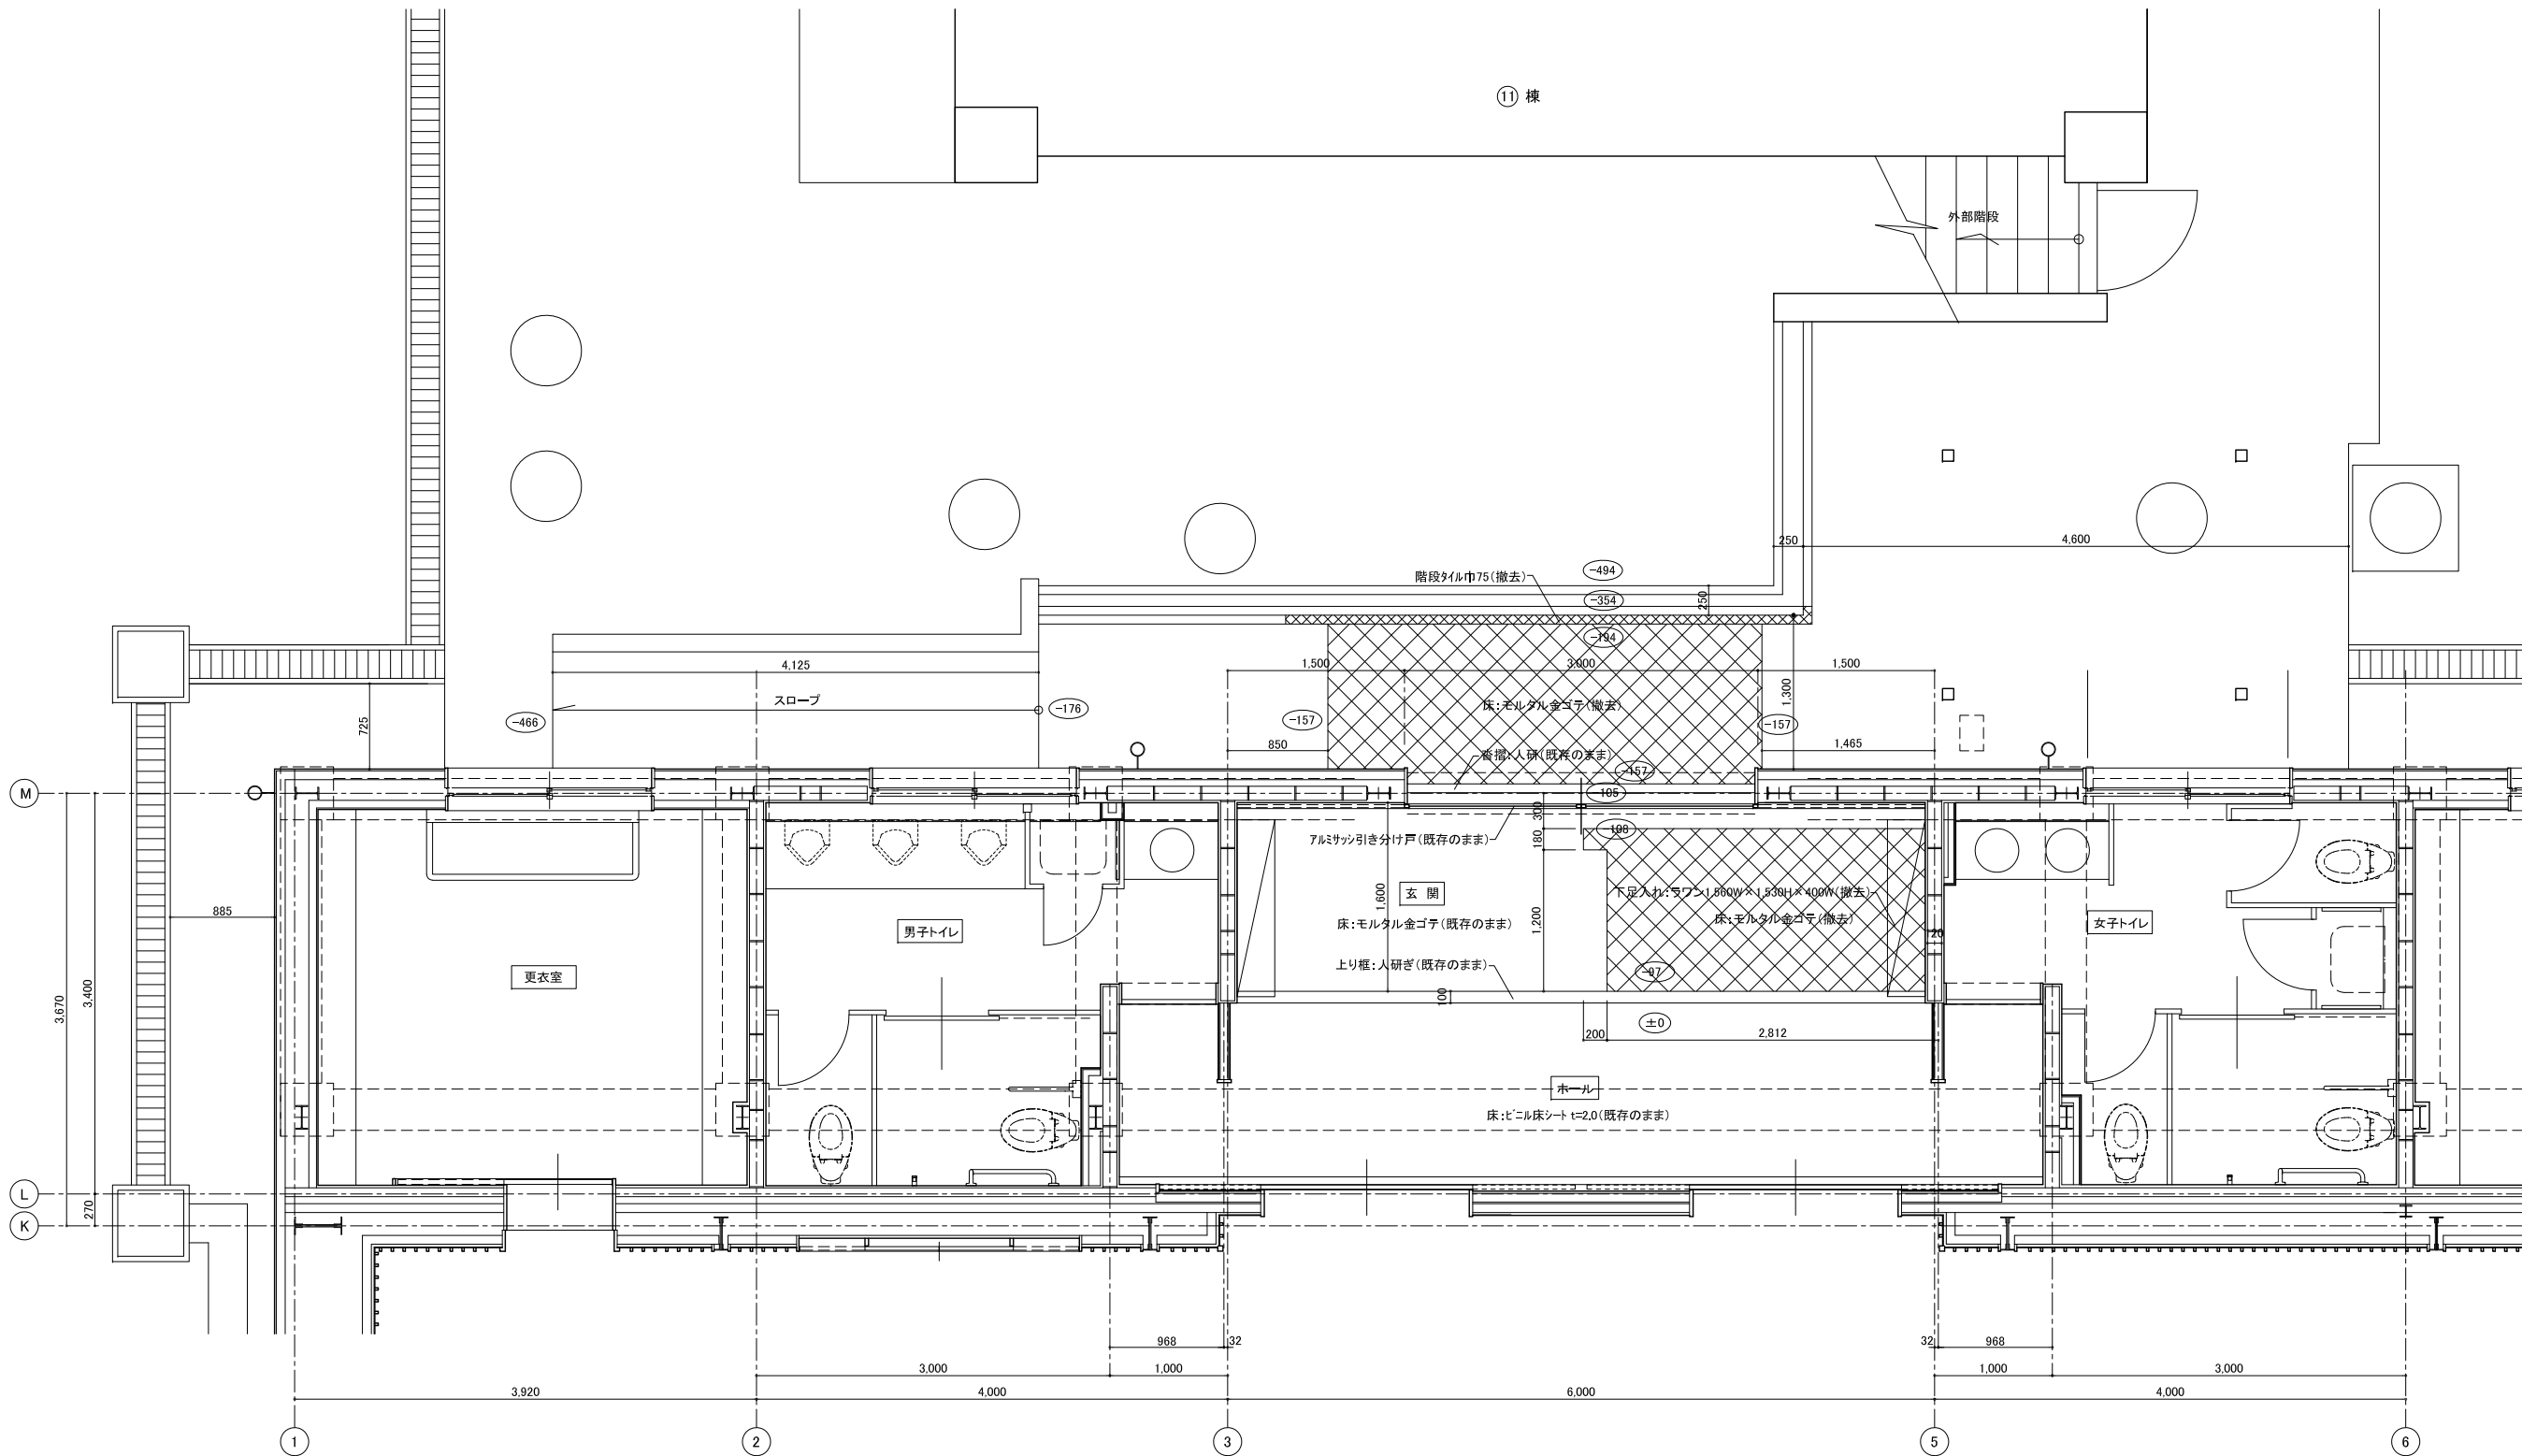 ⑪ 棟
外部階段
250
4,600
階段タイル巾75(撤去)
-494
-354
250
-194
4,125
1,500
3,000
1,500
スロープ
-466
-176
-157
床:モルタル金ゴテ(撤去)
-157
1,300
725
850
1,465
沓摺:人研(既存のまま)
-157
M
-105
300
-108
アルミサッシ引き分け戸(既存のまま)
180
玄 関
下足入れ:ラワン1,560W×1,530H×400W(撤去)
1,600
885
床:モルタル金ゴテ(既存のまま)
1,200
床:モルタル金ゴテ(撤去)
男子トイレ
女子トイレ
20
更衣室
上り框:人研ぎ(既存のまま)
-97
3,670
3,400
100
±0
200
2,812
ホール
床:ビニル床シート t=2.0(既存のまま)
L
270
K
968
32
32
968
3,000
1,000
1,000
3,000
3,920
4,000
6,000
4,000
1
2
3
5
6